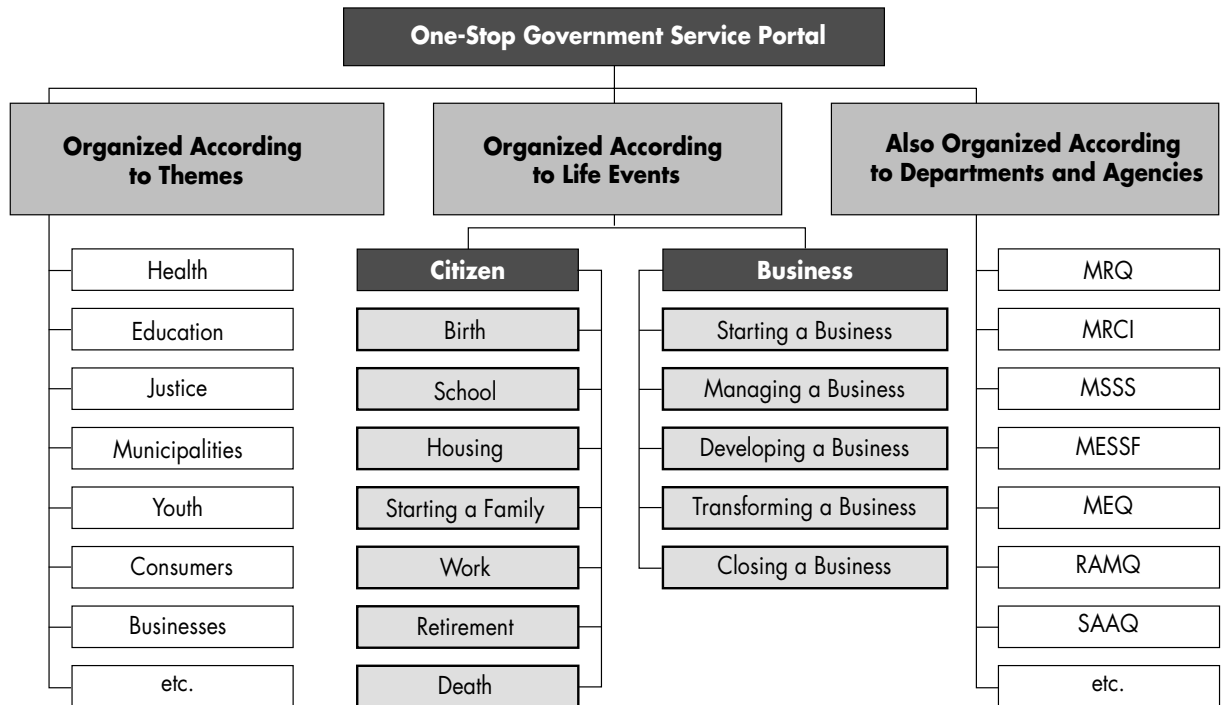 One-Stop Government Service Portal
Organized According
to Themes
Organized According
to Life Events
Also Organized According
to Departments and Agencies
Health
Education
Justice
Municipalities
Youth
Consumers
Businesses
etc.
Citizen
Birth
School
Housing
Starting a Family
Work
Retirement
Death
Business
Starting a Business
Managing a Business
Developing a Business
Transforming a Business
Closing a Business
MRQ
MRCI
MSSS
MESSF
MEQ
RAMQ
SAAQ
etc.